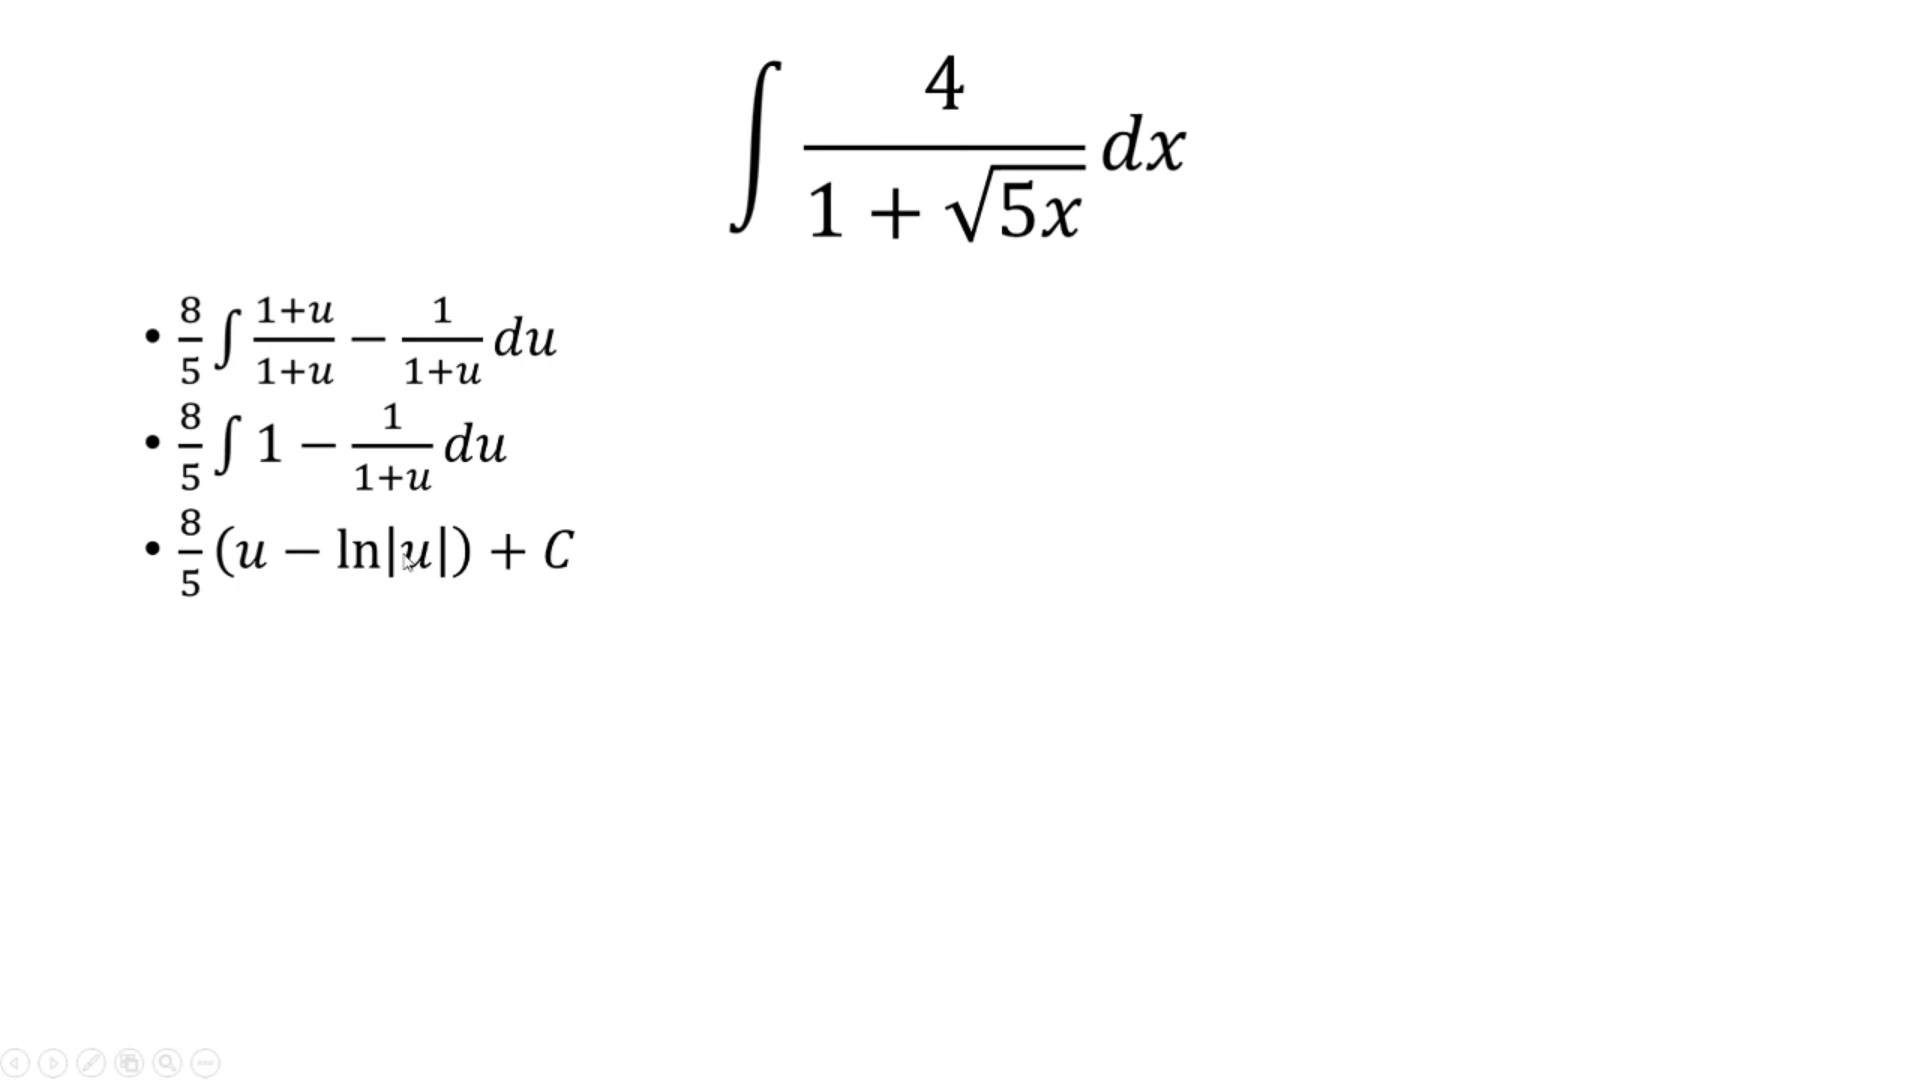 ∫ 4/(1 + √(5x)) dx
• 8/5 ∫ (1+u)/(1+u) − 1/(1+u) du
• 8/5 ∫ 1 − 1/(1+u) du
• 8/5 (u − ln|u|) + C